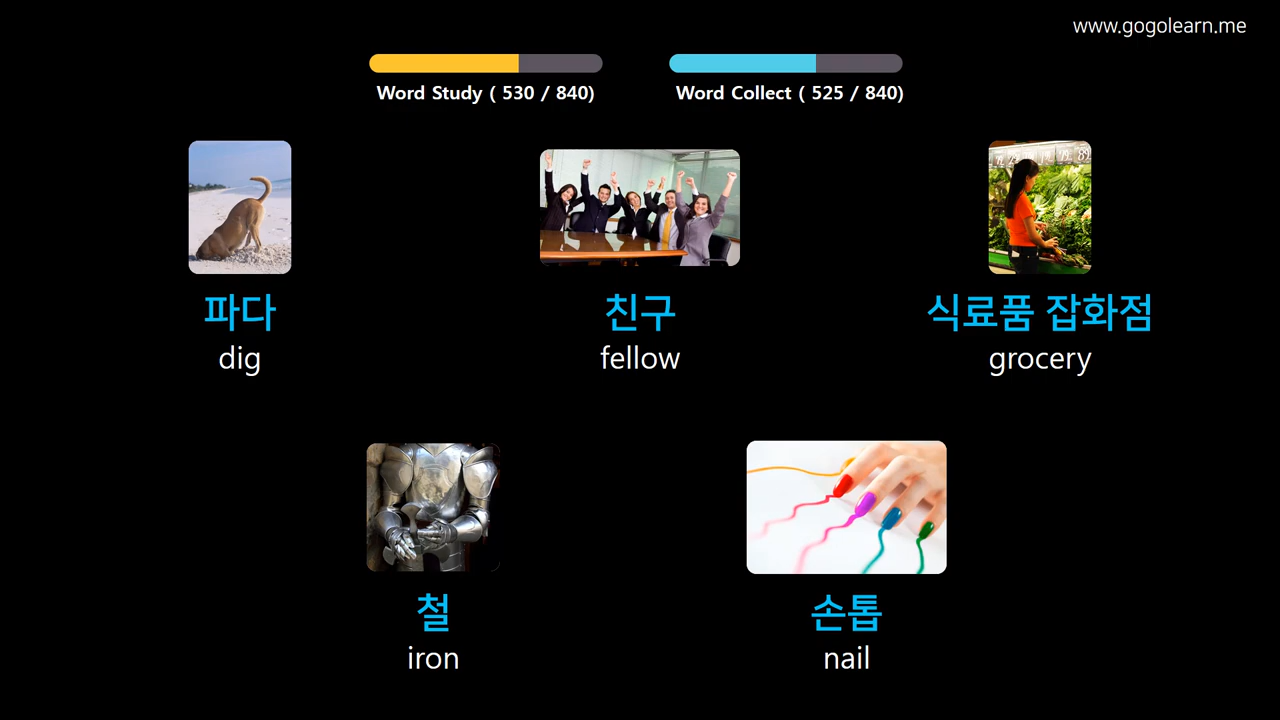 www.gogolearn.me
Word Study ( 530 / 840)
Word Collect ( 525 / 840)
파다
dig
친구
fellow
식료품 잡화점
grocery
철
iron
손톱
nail